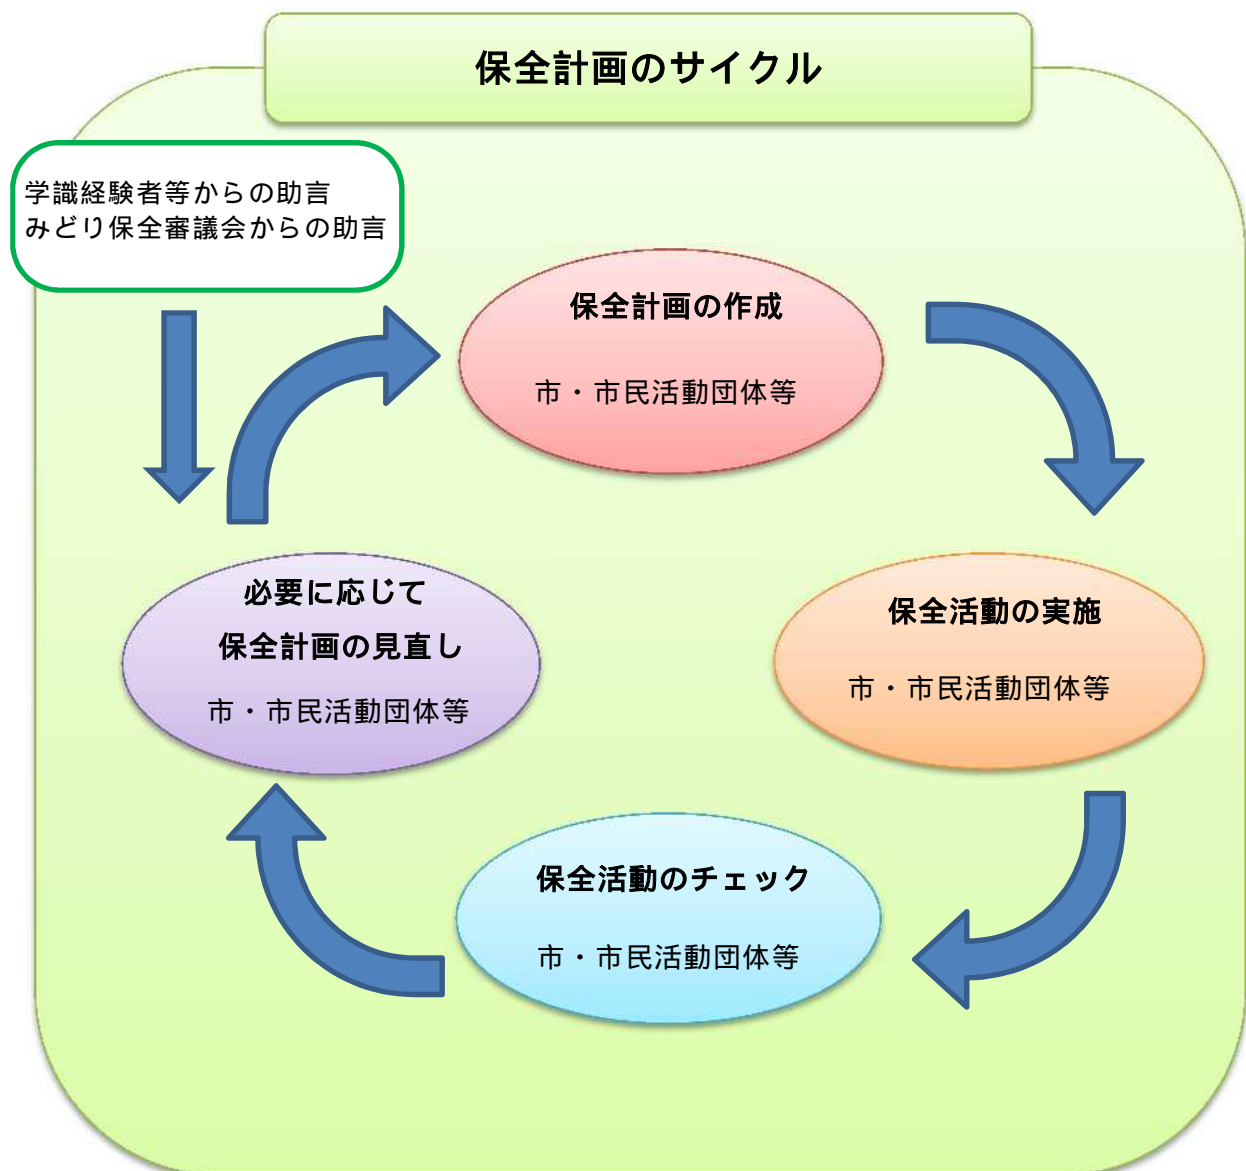 保全計画のサイクル
学識経験者等からの助言
みどり保全審議会からの助言
保全計画の作成
市・市民活動団体等
保全活動の実施
市・市民活動団体等
保全活動のチェック
市・市民活動団体等
必要に応じて
保全計画の見直し
市・市民活動団体等